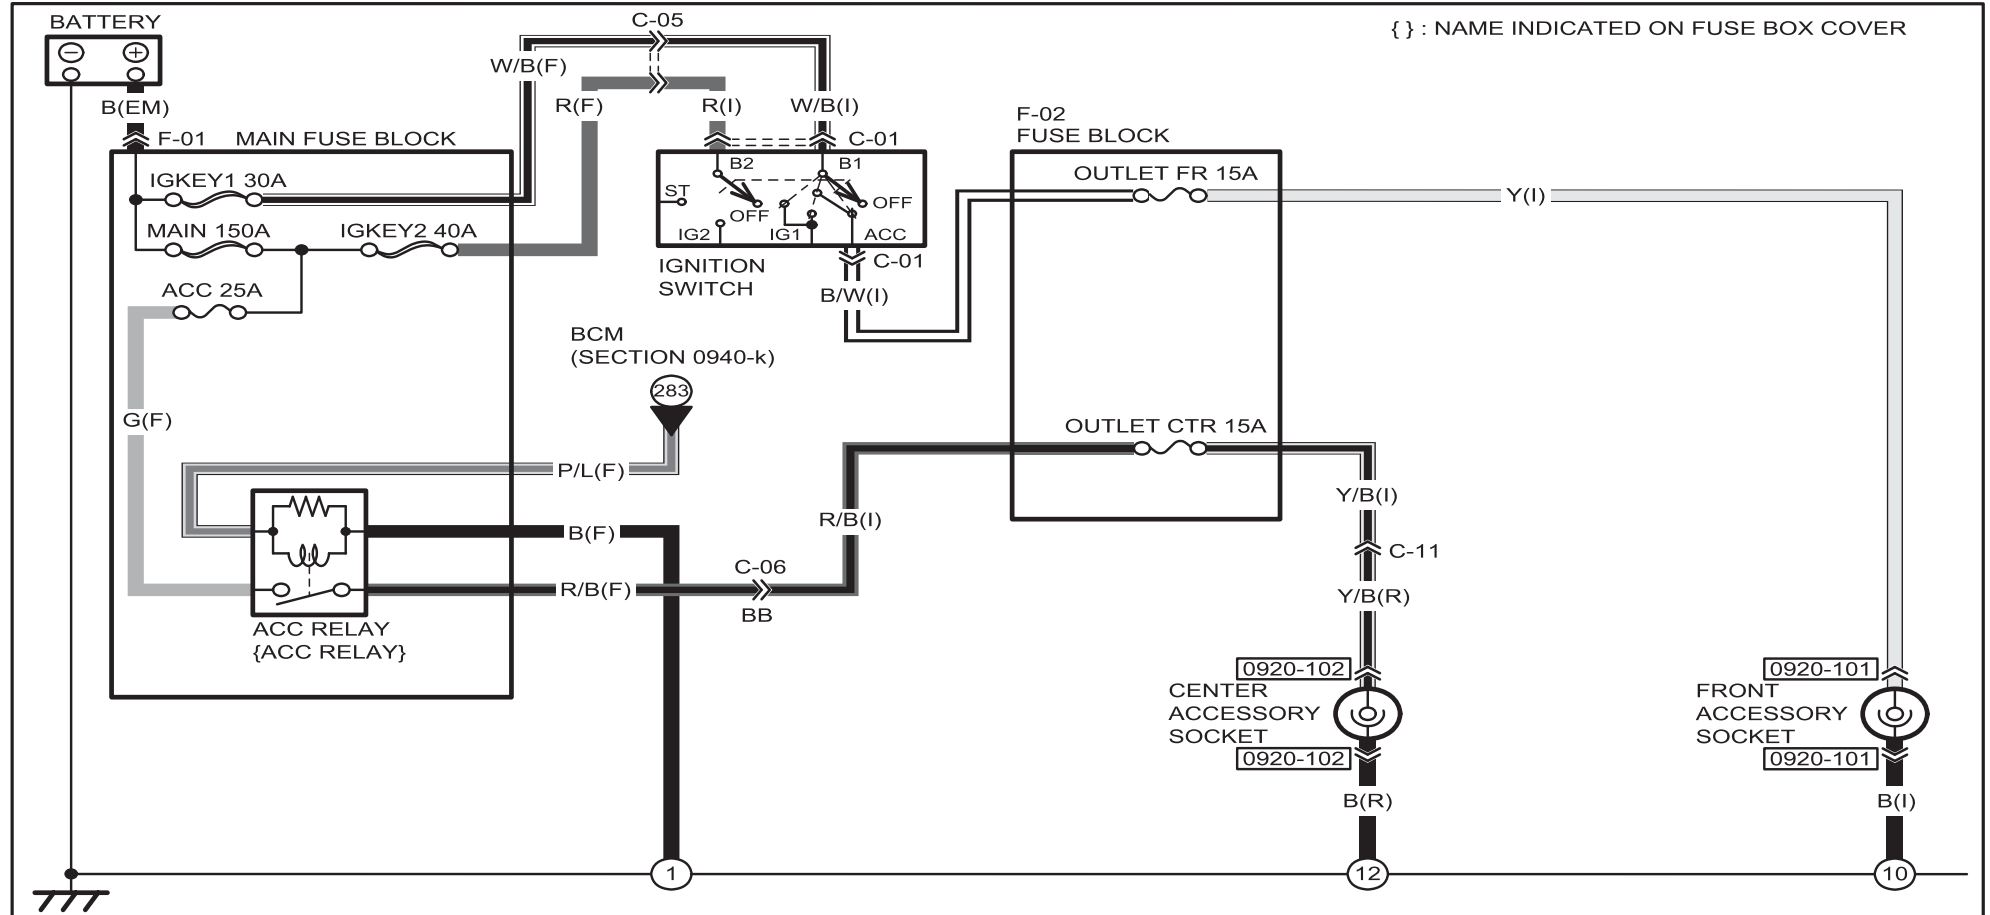 BATTERY
C-05
{ } : NAME INDICATED ON FUSE BOX COVER
− +
W/B(F)
B(EM)
R(F)
R(I)
W/B(I)
F-01
MAIN FUSE BLOCK
C-01
F-02
FUSE BLOCK
IGKEY1 30A
B2
B1
ST
OFF
OFF
OUTLET FR 15A
Y(I)
MAIN 150A
IGKEY2 40A
IG2
IG1
ACC
IGNITION
SWITCH
C-01
ACC 25A
B/W(I)
BCM
(SECTION 0940-k)
283
G(F)
OUTLET CTR 15A
P/L(F)
Y/B(I)
R/B(I)
B(F)
C-11
C-06
R/B(F)
Y/B(R)
BB
ACC RELAY
{ACC RELAY}
0920-102
CENTER
ACCESSORY
SOCKET
0920-102
0920-101
FRONT
ACCESSORY
SOCKET
0920-101
B(R)
B(I)
1
12
10